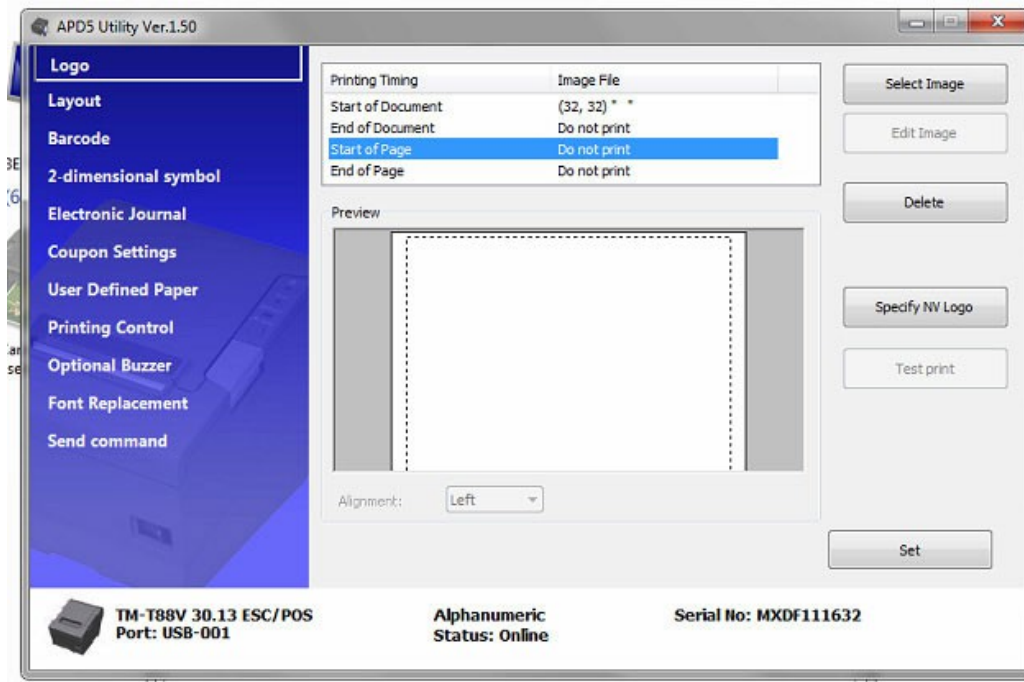 APD5 Utility Ver.1.50
Logo
Layout
Barcode
2-dimensional symbol
Electronic Journal
Coupon Settings
User Defined Paper
Printing Control
Optional Buzzer
Font Replacement
Send command
Printing Timing Image File
Start of Document (32, 32) " "
End of Document Do not print
Start of Page Do not print
End of Page Do not print
Preview
Alignment: Left
Select Image
Edit Image
Delete
Specify NV Logo
Test print
Set
TM-T88V 30.13 ESC/POS Alphanumeric Serial No: MXDF111632
Port: USB-001 Status: Online